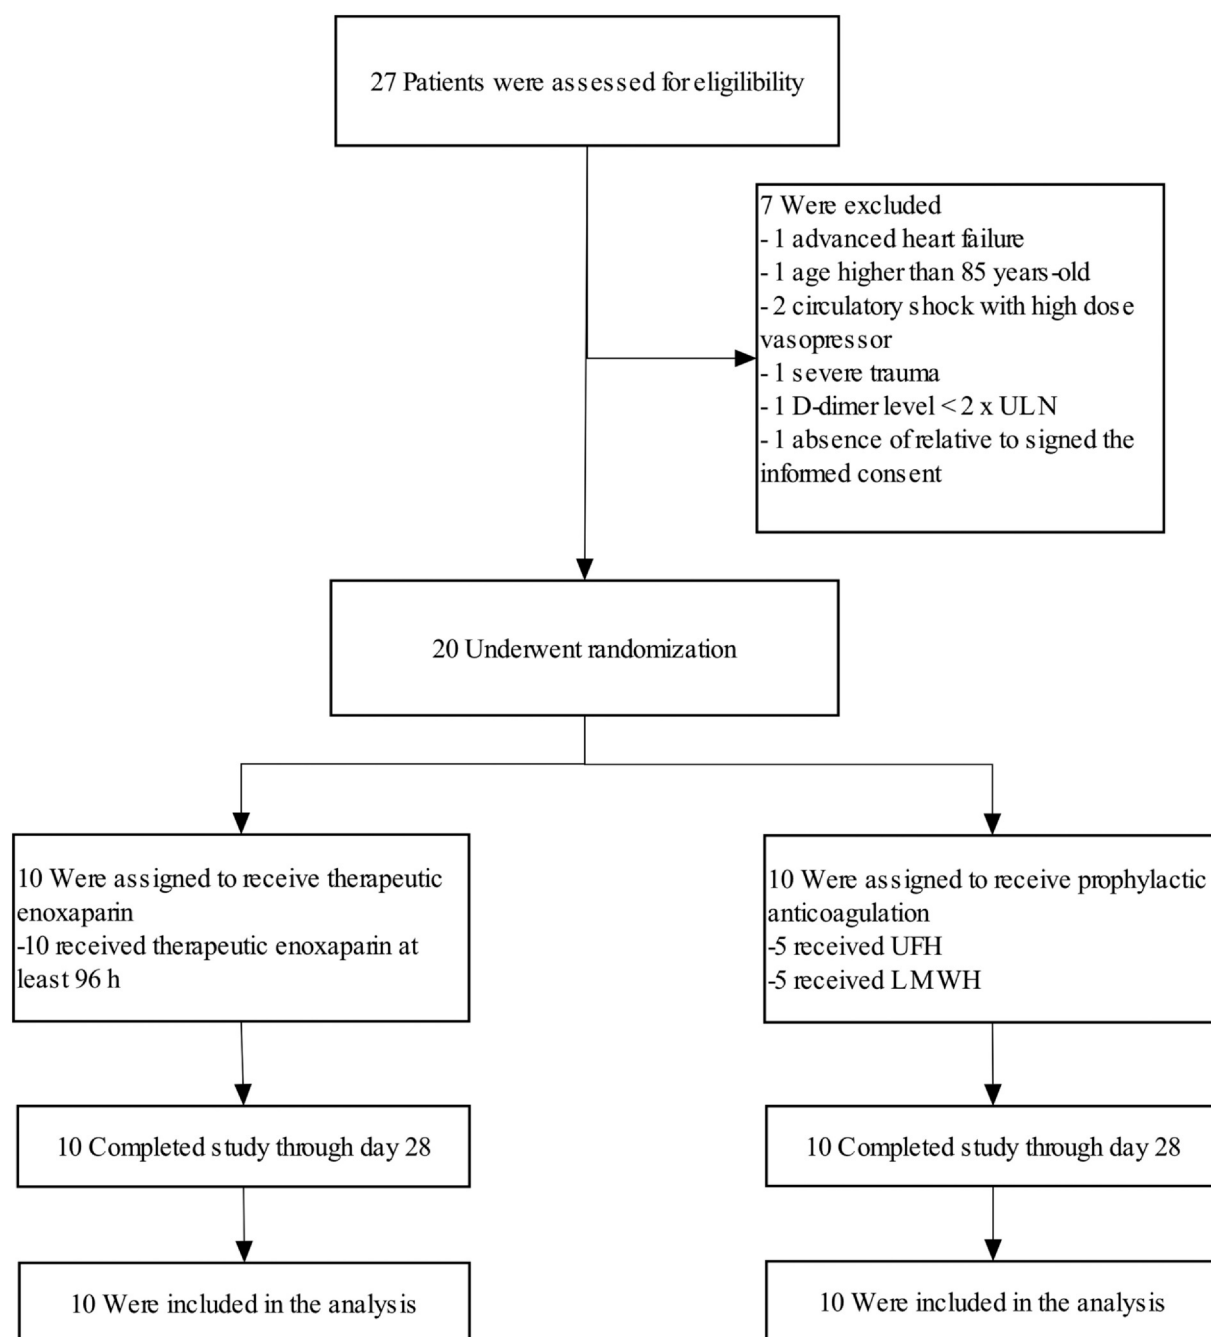 27 Patients were assessed for eligilibility
7 Were excluded
- 1 advanced heart failure
- 1 age higher than 85 years-old
- 2 circulatory shock with high dose
vasopressor
- 1 severe trauma
- 1 D-dimer level < 2 x ULN
- 1 absence of relative to signed the
informed consent
20 Underwent randomization
10 Were assigned to receive therapeutic
enoxaparin
-10 received therapeutic enoxaparin at
least 96 h
10 Were assigned to receive prophylactic
anticoagulation
-5 received UFH
-5 received LMWH
10 Completed study through day 28
10 Completed study through day 28
10 Were included in the analysis
10 Were included in the analysis